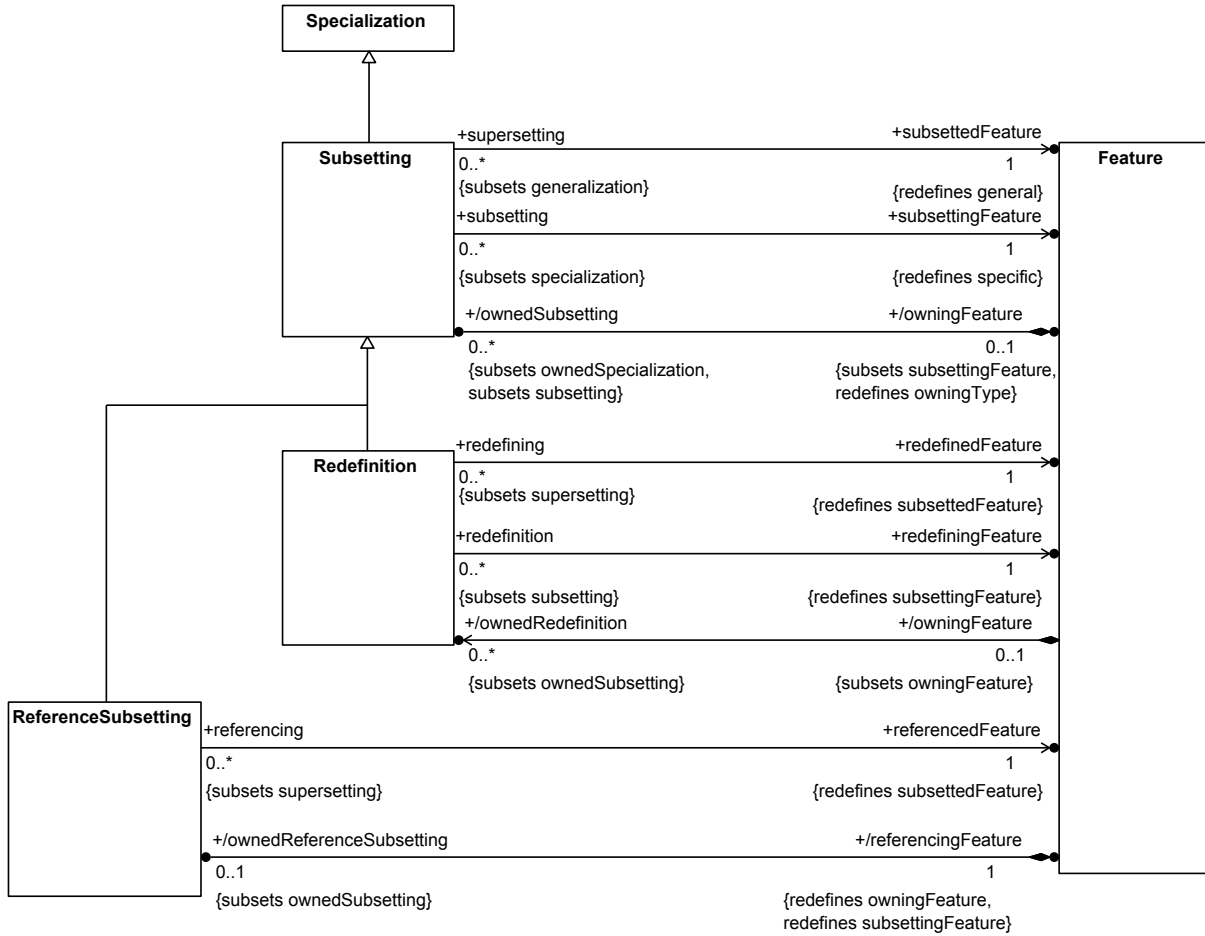 Specialization
Subsetting
Feature
+supersetting
+subsettedFeature
0..*
1
{subsets generalization}
{redefines general}
+subsetting
+subsettingFeature
0..*
1
{subsets specialization}
{redefines specific}
+/ownedSubsetting
+/owningFeature
0..*
0..1
{subsets ownedSpecialization,
subsets subsetting}
{subsets subsettingFeature,
redefines owningType}
Redefinition
+redefining
+redefinedFeature
0..*
1
{subsets supersetting}
{redefines subsettedFeature}
+redefinition
+redefiningFeature
0..*
1
{subsets subsetting}
{redefines subsettingFeature}
+/ownedRedefinition
+/owningFeature
0..*
0..1
{subsets ownedSubsetting}
{subsets owningFeature}
ReferenceSubsetting
+referencing
+referencedFeature
0..*
1
{subsets supersetting}
{redefines subsettedFeature}
+/ownedReferenceSubsetting
+/referencingFeature
0..1
1
{subsets ownedSubsetting}
{redefines owningFeature,
redefines subsettingFeature}